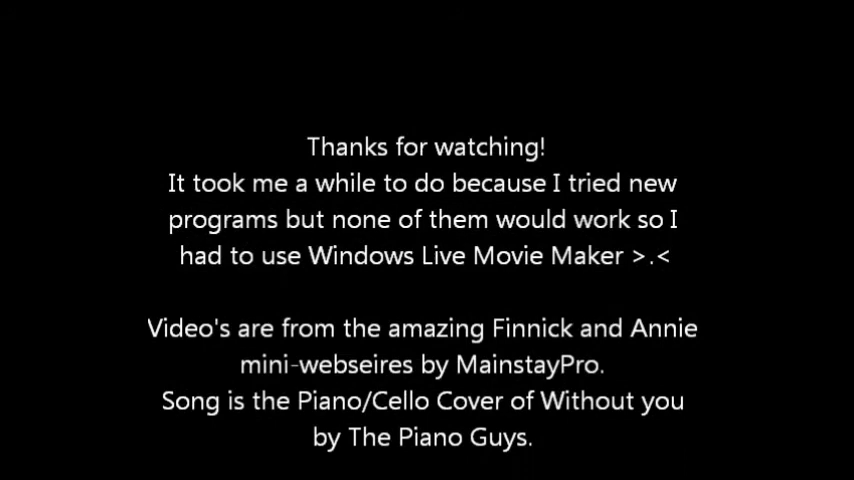 Thanks for watching!
It took me a while to do because I tried new
programs but none of them would work so I
had to use Windows Live Movie Maker >.<
Video's are from the amazing Finnick and Annie
mini-webseires by MainstayPro.
Song is the Piano/Cello Cover of Without you
by The Piano Guys.